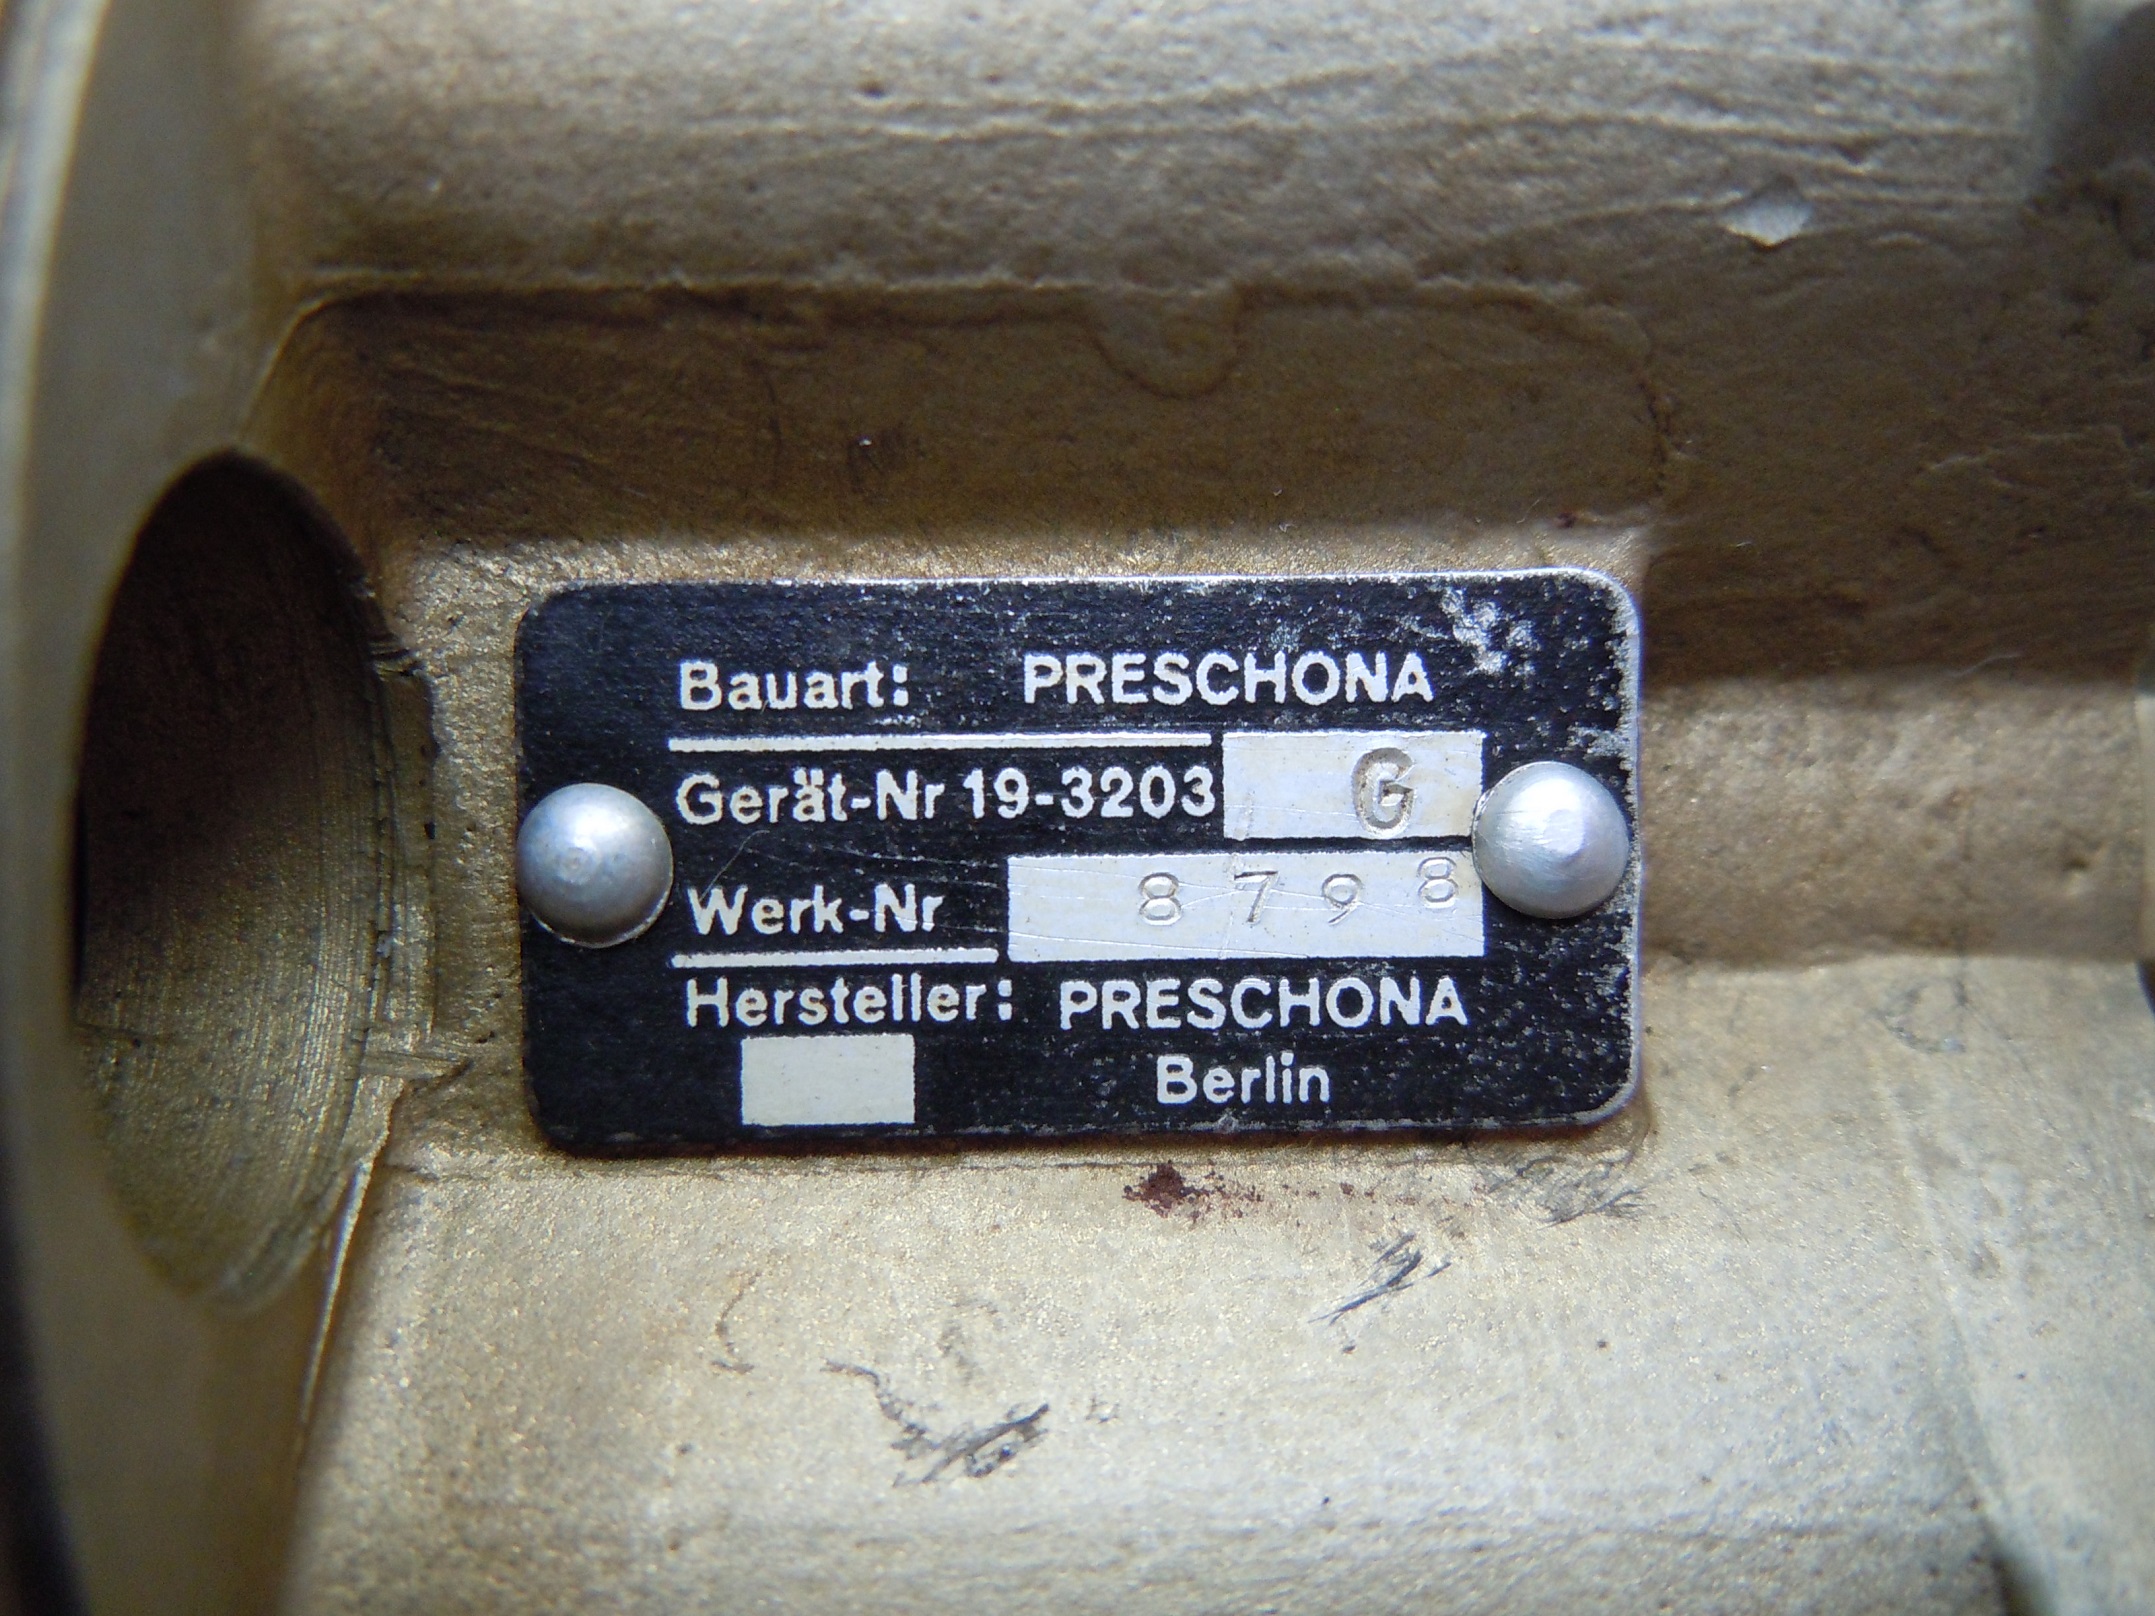 Bauart: PRESCHONA
Gerät-Nr 19-3203 G
Werk-Nr 8798
Hersteller: PRESCHONA
Berlin